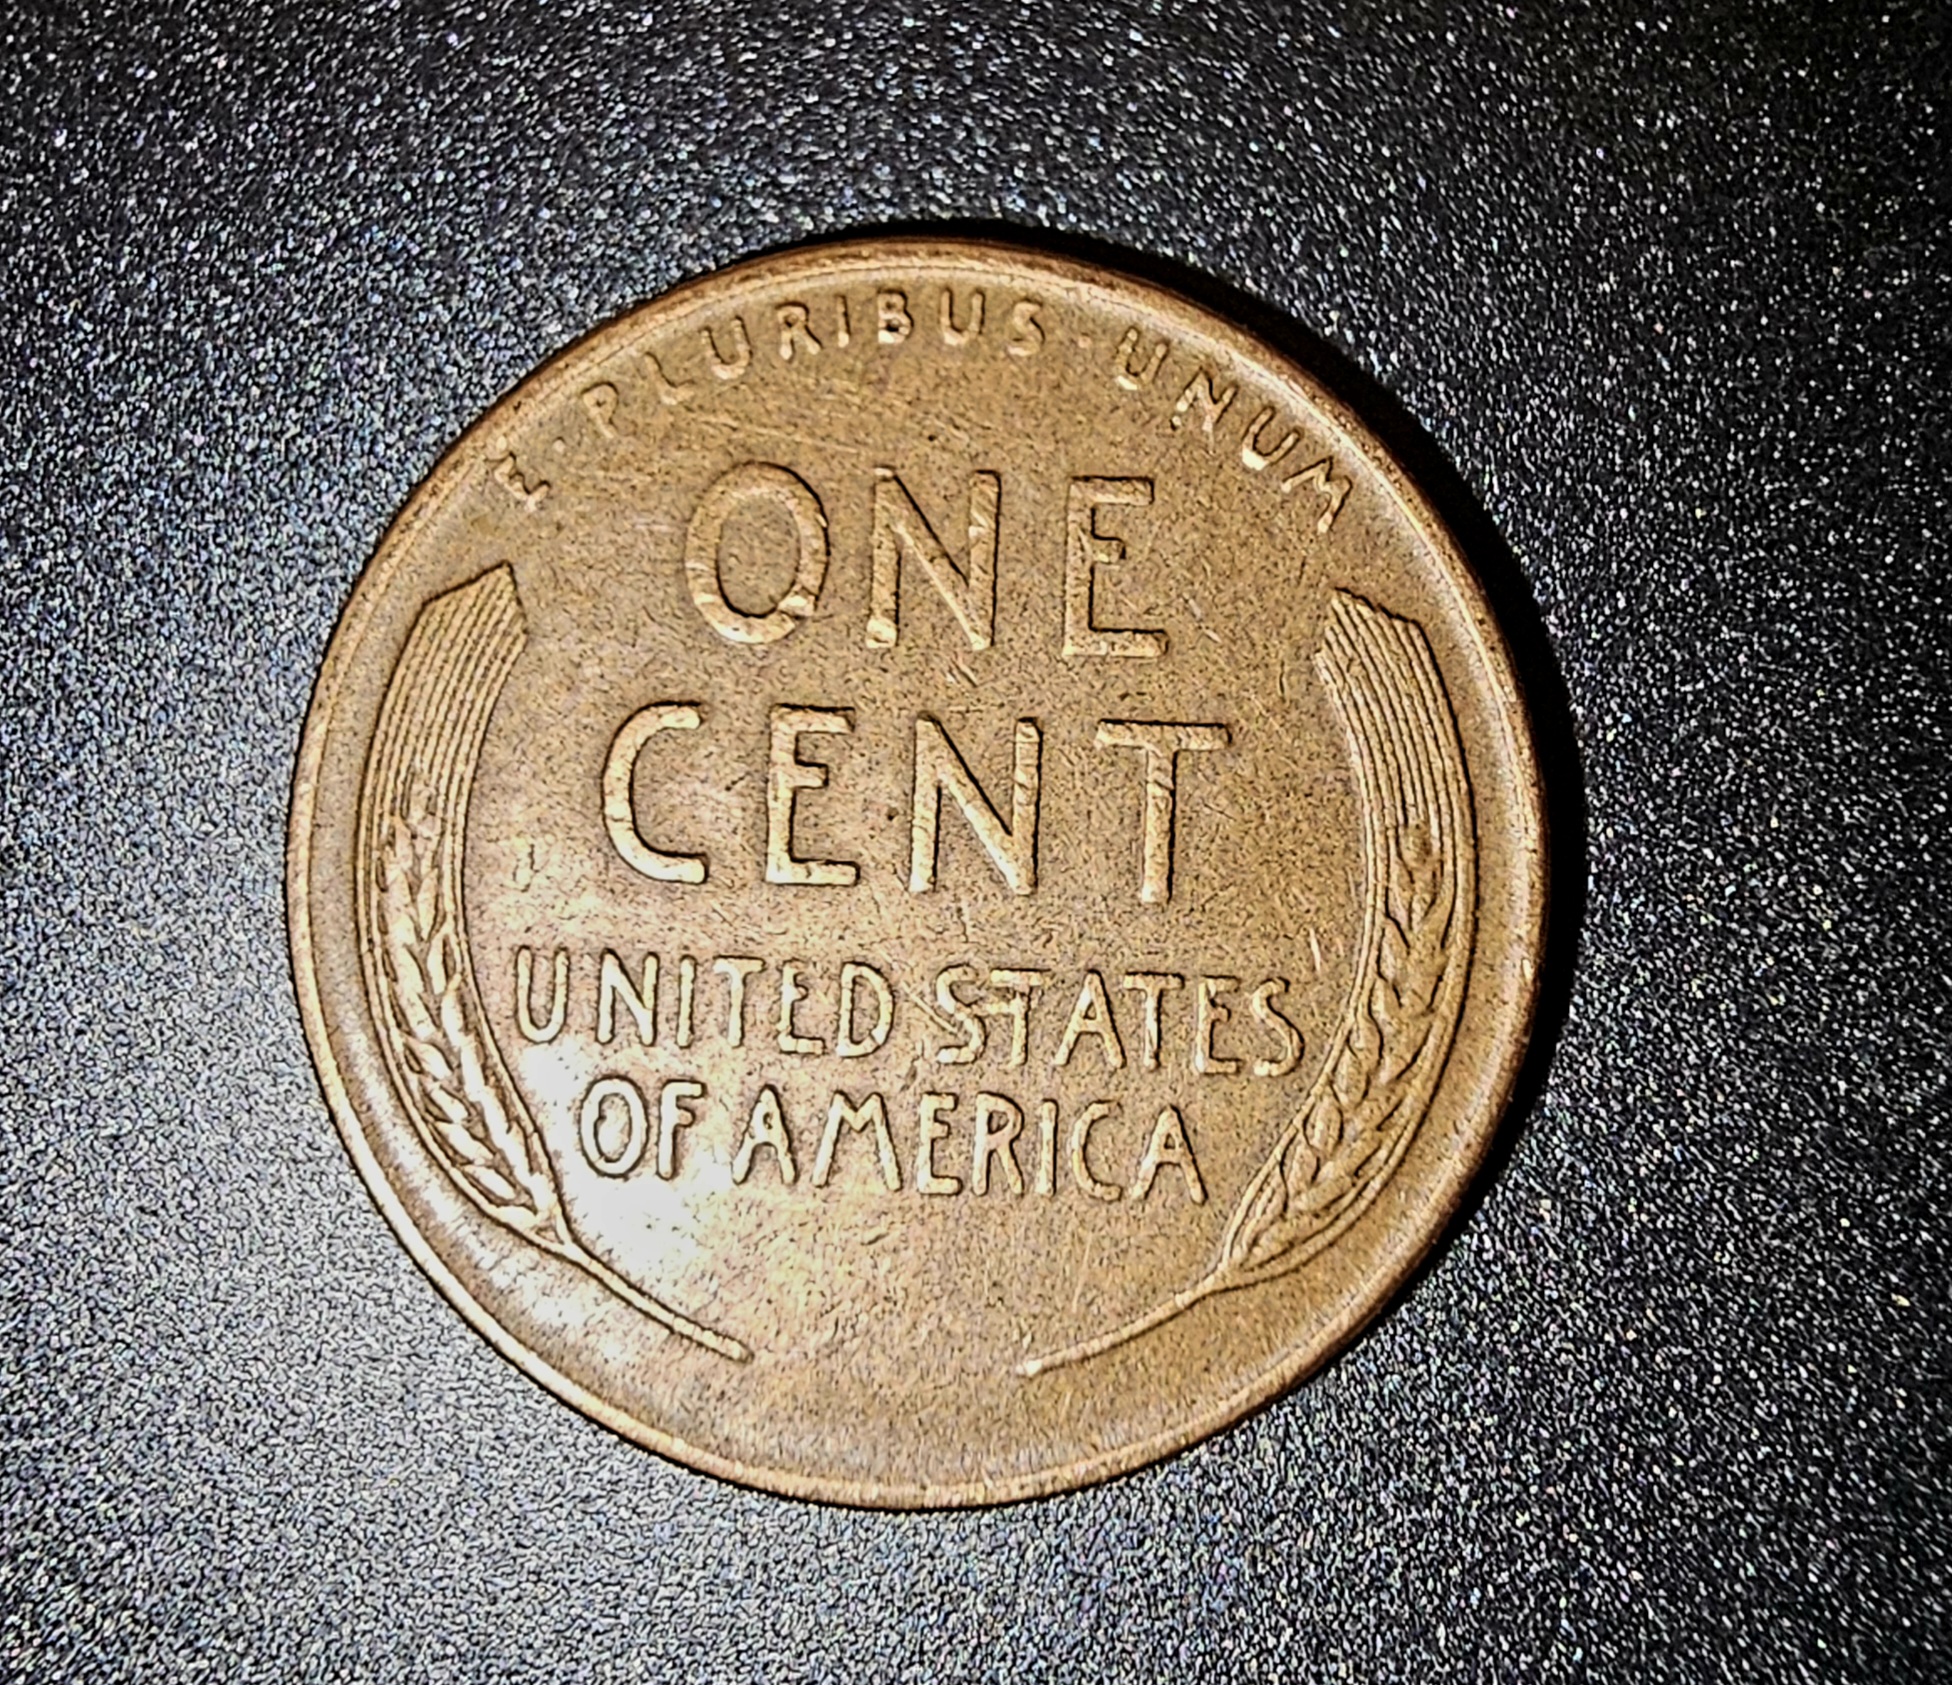 E·PLURIBUS·UNUM
ONE
CENT
UNITED STATES
OF AMERICA